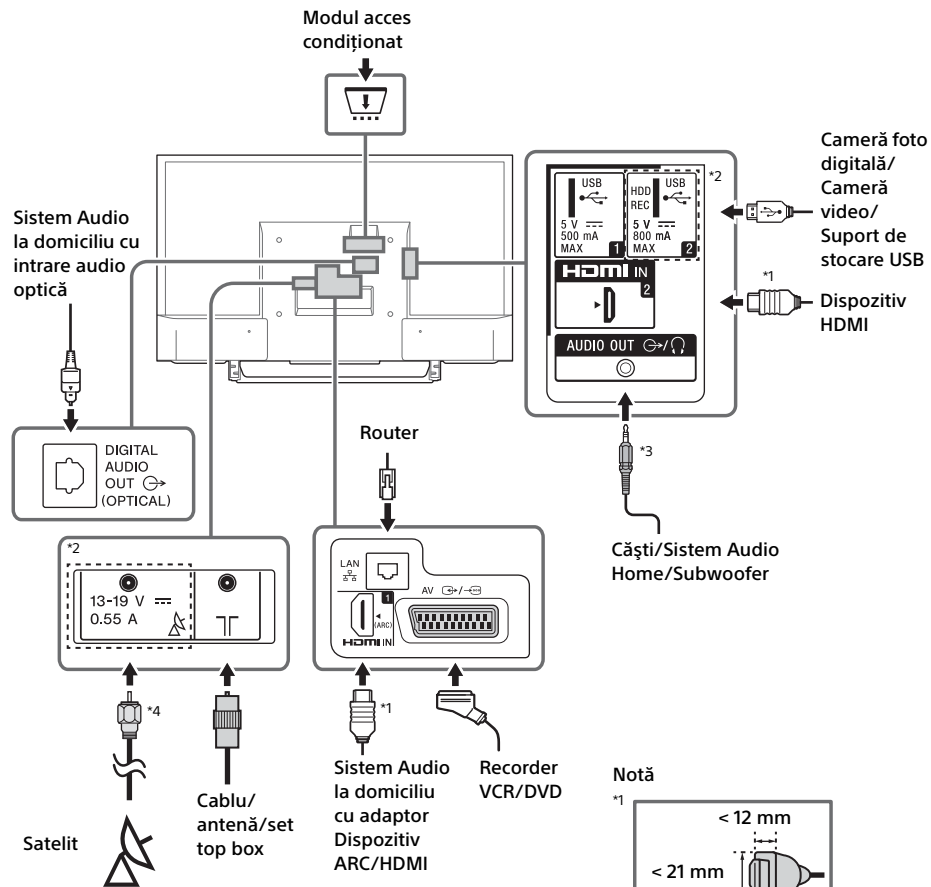 Modul acces
condiționat
Cameră foto
digitală/
Cameră
video/
Suport de
stocare USB
*2
USB
5 V
500 mA
MAX
1
HDD
REC
USB
5 V
800 mA
MAX
2
HDMI IN
2
*1
Dispozitiv
HDMI
AUDIO OUT
*3
Căşti/Sistem Audio
Home/Subwoofer
Sistem Audio
la domiciliu cu
intrare audio
optică
DIGITAL
AUDIO
OUT
(OPTICAL)
Router
*2
13-19 V
0.55 A
LAN
1
(ARC)
HDMI IN
AV
*4
*1
Satelit
Cablu/
antenă/set
top box
Sistem Audio
la domiciliu
cu adaptor
Dispozitiv
ARC/HDMI
Recorder
VCR/DVD
Notă
*1
< 12 mm
< 21 mm